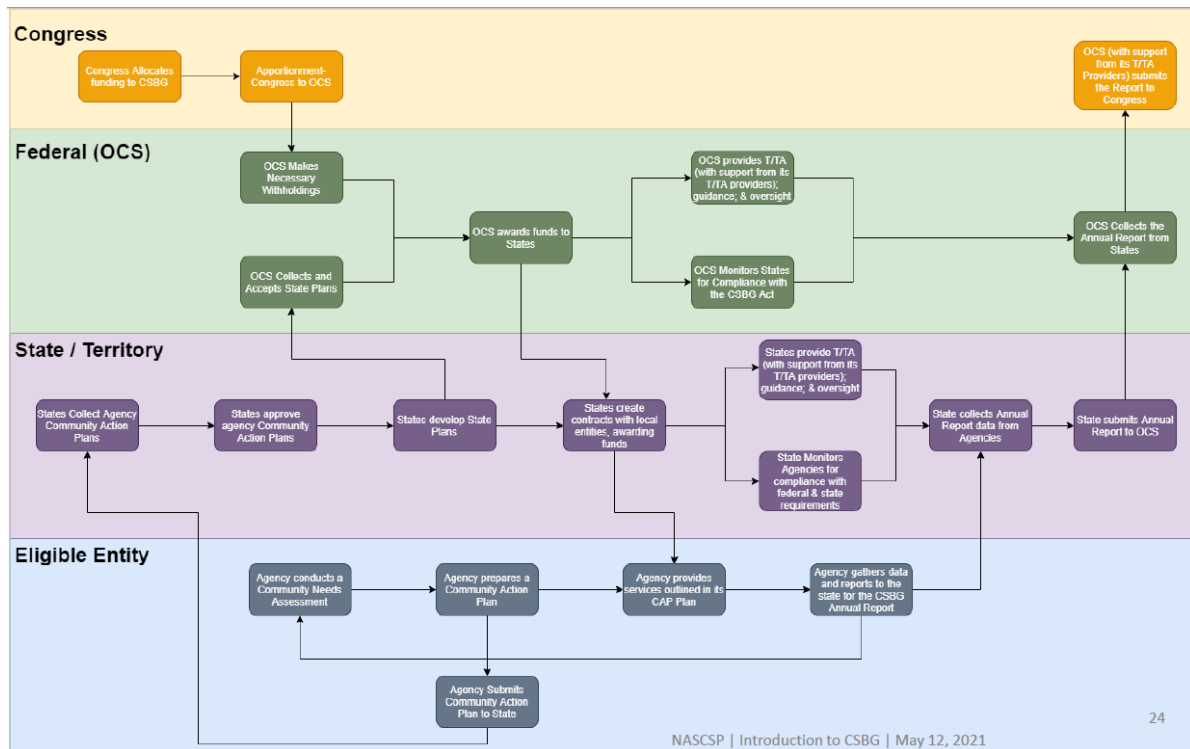 Congress
Congress Allocates
funding to CSBG
Apportionment-
Congress to OCS
OCS (with support
from its T/TA
Providers) submits
the Report to
Congress
Federal (OCS)
OCS Makes
Necessary
Withholdings
OCS provides T/TA
(with support from its
T/TA providers);
guidance; & oversight
OCS awards funds to
States
OCS Collects the
Annual Report from
States
OCS Collects and
Accepts State Plans
OCS Monitors States
for Compliance with
the CSBG Act
State / Territory
States provide T/TA
(with support from its
T/TA providers);
guidance; & oversight
States Collect Agency
Community Action
Plans
States approve
agency Community
Action Plans
States develop State
Plans
States create
contracts with local
entities, awarding
funds
State collects Annual
Report data from
Agencies
State submits Annual
Report to OCS
State Monitors
Agencies for
compliance with
federal & state
requirements
Eligible Entity
Agency conducts a
Community Needs
Assessment
Agency prepares a
Community Action
Plan
Agency provides
services outlined in its
CAP Plan
Agency gathers data
and reports to the
state for the CSBG
Annual Report
Agency Submits
Community Action
Plan to State
24
NASCSP | Introduction to CSBG | May 12, 2021